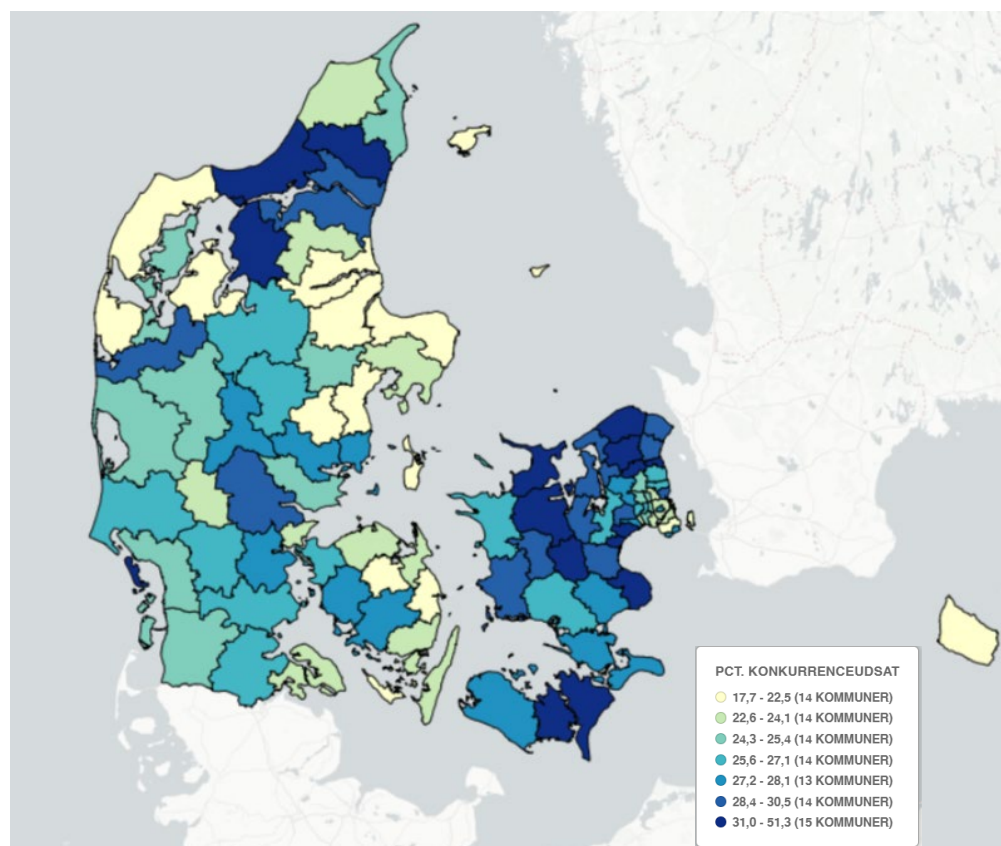 PCT. KONKURRENCEUDSAT
17,7 - 22,5 (14 KOMMUNER)
22,6 - 24,1 (14 KOMMUNER)
24,3 - 25,4 (14 KOMMUNER)
25,6 - 27,1 (14 KOMMUNER)
27,2 - 28,1 (13 KOMMUNER)
28,4 - 30,5 (14 KOMMUNER)
31,0 - 51,3 (15 KOMMUNER)